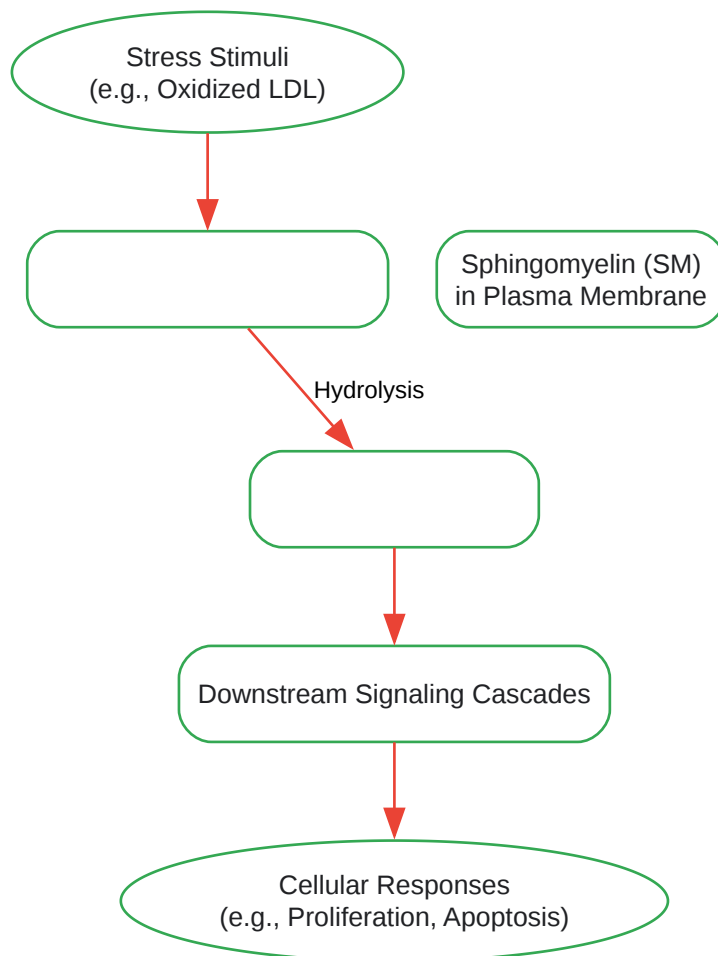 Stress Stimuli
(e.g., Oxidized LDL)
Sphingomyelin (SM)
in Plasma Membrane
Hydrolysis
Downstream Signaling Cascades
Cellular Responses
(e.g., Proliferation, Apoptosis)